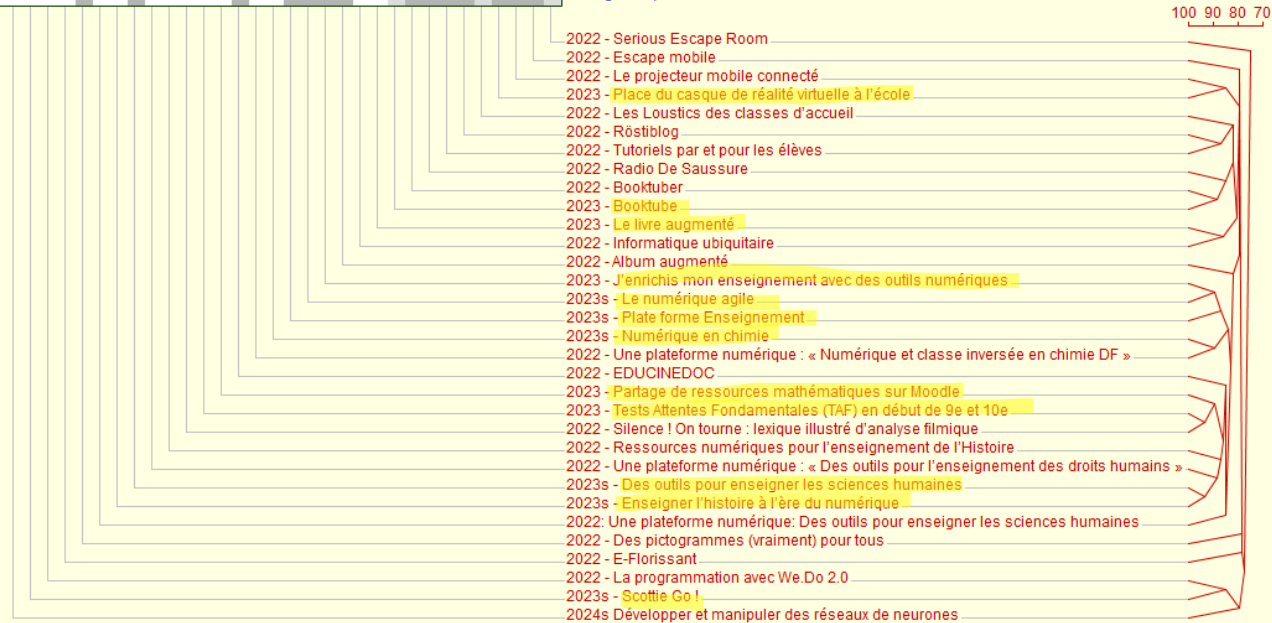 100 90 80 70
2022 - Serious Escape Room
2022 - Escape mobile
2022 - Le projecteur mobile connecté
2023 - Place du casque de réalité virtuelle à l'école
2022 - Les Loustics des classes d'accueil
2022 - Röstiblog
2022 - Tutoriels par et pour les élèves
2022 - Radio De Saussure
2022 - Booktuber
2023 - Booktube
2023 - Le livre augmenté
2022 - Informatique ubiquitaire
2022 - Album augmenté
2023 - J'enrichis mon enseignement avec des outils numériques
2023s - Le numérique agile
2023s - Plate forme Enseignement
2023s - Numérique en chimie
2022 - Une plateforme numérique : « Numérique et classe inversée en chimie DF »
2022 - EDUCINEDOC
2023 - Partage de ressources mathématiques sur Moodle
2023 - Tests Attentes Fondamentales (TAF) en début de 9e et 10e
2022 - Silence ! On tourne : lexique illustré d'analyse filmique
2022 - Ressources numériques pour l'enseignement de l'Histoire
2022 - Une plateforme numérique : « Des outils pour l'enseignement des droits humains »
2023s - Des outils pour enseigner les sciences humaines
2023s - Enseigner l'histoire à l'ère du numérique
2022: Une plateforme numérique: Des outils pour enseigner les sciences humaines
2022 - Des pictogrammes (vraiment) pour tous
2022 - E-Florissant
2022 - La programmation avec We.Do 2.0
2023s - Scottie Go !
2024s Développer et manipuler des réseaux de neurones